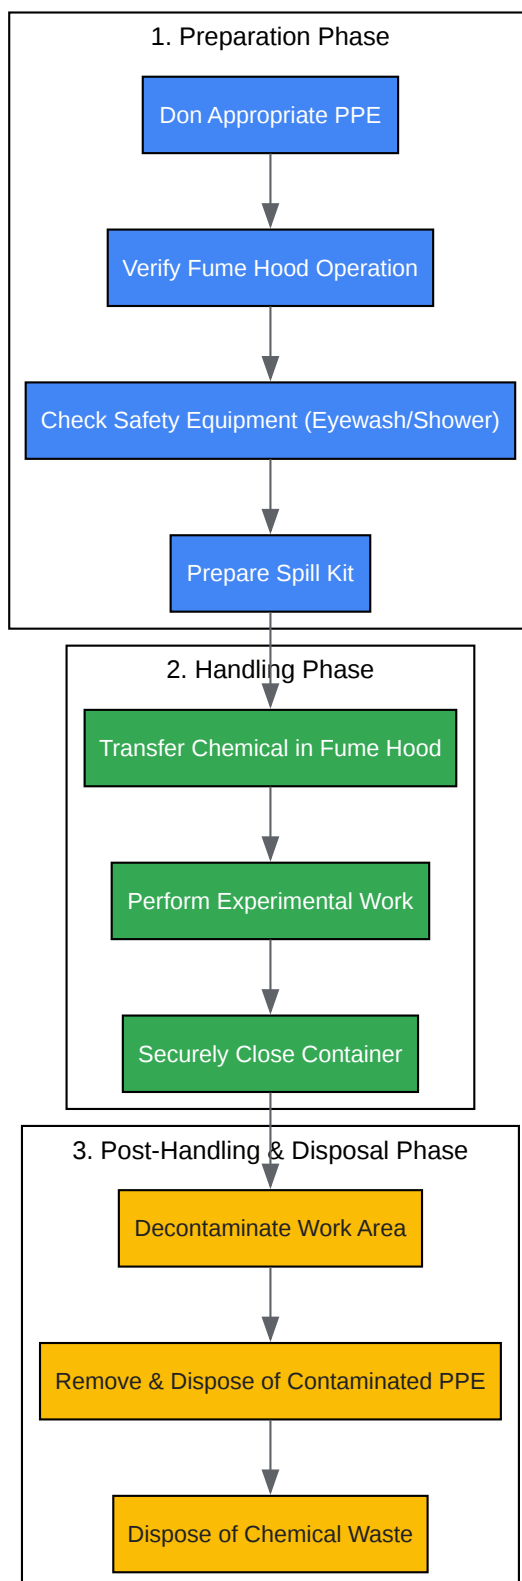 1. Preparation Phase
Don Appropriate PPE
Verify Fume Hood Operation
Check Safety Equipment (Eyewash/Shower)
Prepare Spill Kit
2. Handling Phase
Transfer Chemical in Fume Hood
Perform Experimental Work
Securely Close Container
3. Post-Handling & Disposal Phase
Decontaminate Work Area
Remove & Dispose of Contaminated PPE
Dispose of Chemical Waste